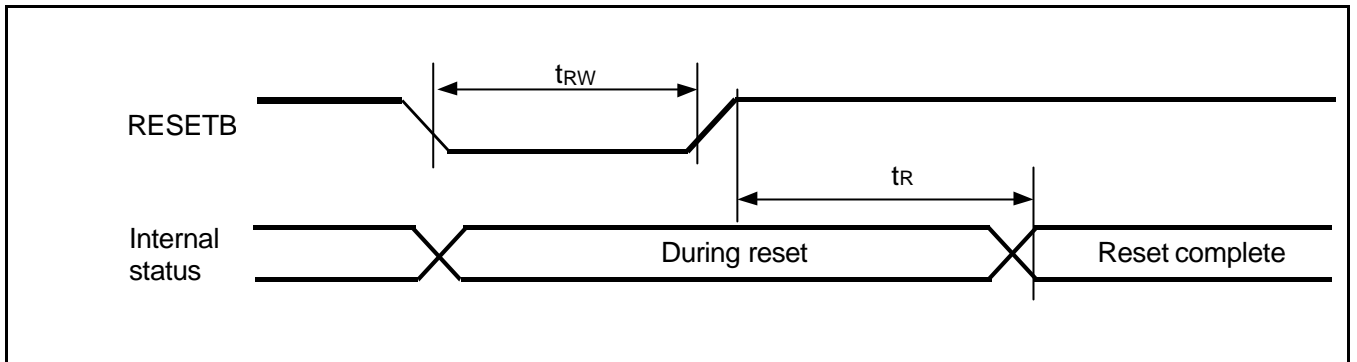 tRW
RESETB
tR
Internal
status
During reset
Reset complete